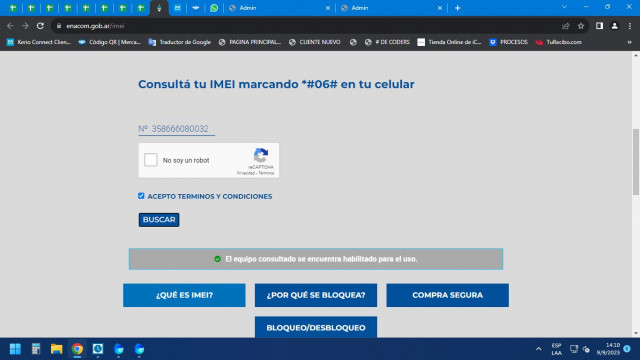 Admin
Admin
enacom.gob.ar/imei
Kerio Connect Clien...
Código QR | Merca...
Traductor de Google
PAGINA PRINCIPAL...
CLIENTE NUEVO
# DE CODERS
Tienda Online de iC...
PROCESOS
TuRecibo.com
Consultá tu IMEI marcando *#06# en tu celular
Nº 358666080032
No soy un robot
reCAPTCHA
Privacidad - Términos
ACEPTO TERMINOS Y CONDICIONES
BUSCAR
El equipo consultado se encuentra habilitado para el uso.
¿QUÉ ES IMEI?
¿POR QUÉ SE BLOQUEA?
COMPRA SEGURA
BLOQUEO/DESBLOQUEO
ESP
LAA
14:10
9/9/2023